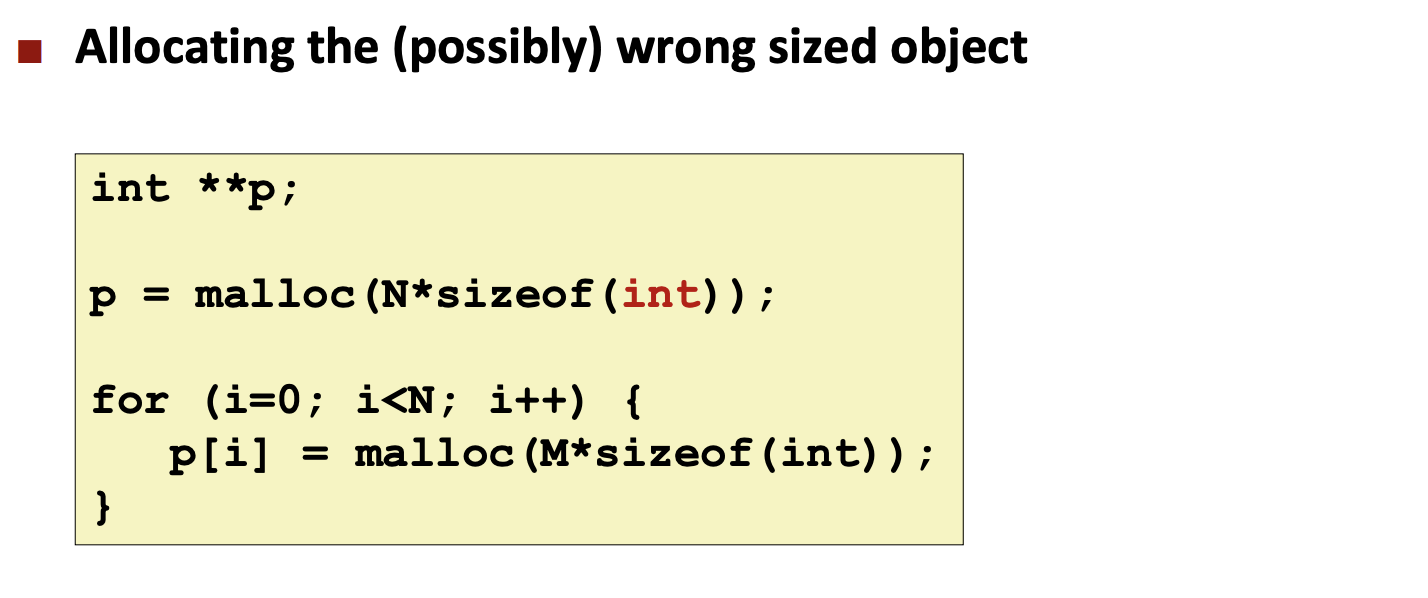 Allocating the (possibly) wrong sized object
int **p;
p = malloc(N*sizeof(int));
for (i=0; i<N; i++) {
   p[i] = malloc(M*sizeof(int));
}